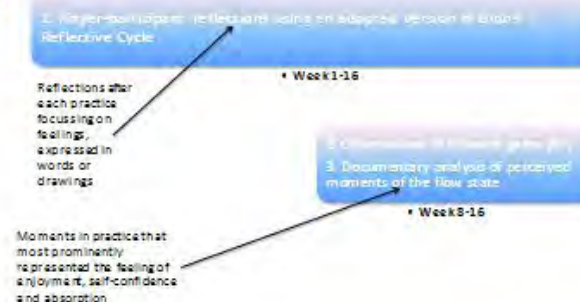 1. Player-participant reflections using an adapted version of Gibbs'
Reflective Cycle
• Week 1-16
Reflections after
each practice
focussing on
feelings,
expressed in
words or
drawings
3. Documentary analysis of perceived
moments of the flow state
• Week 8-16
Moments in practice that
most prominently
represented the feeling of
enjoyment, self-confidence
and absorption